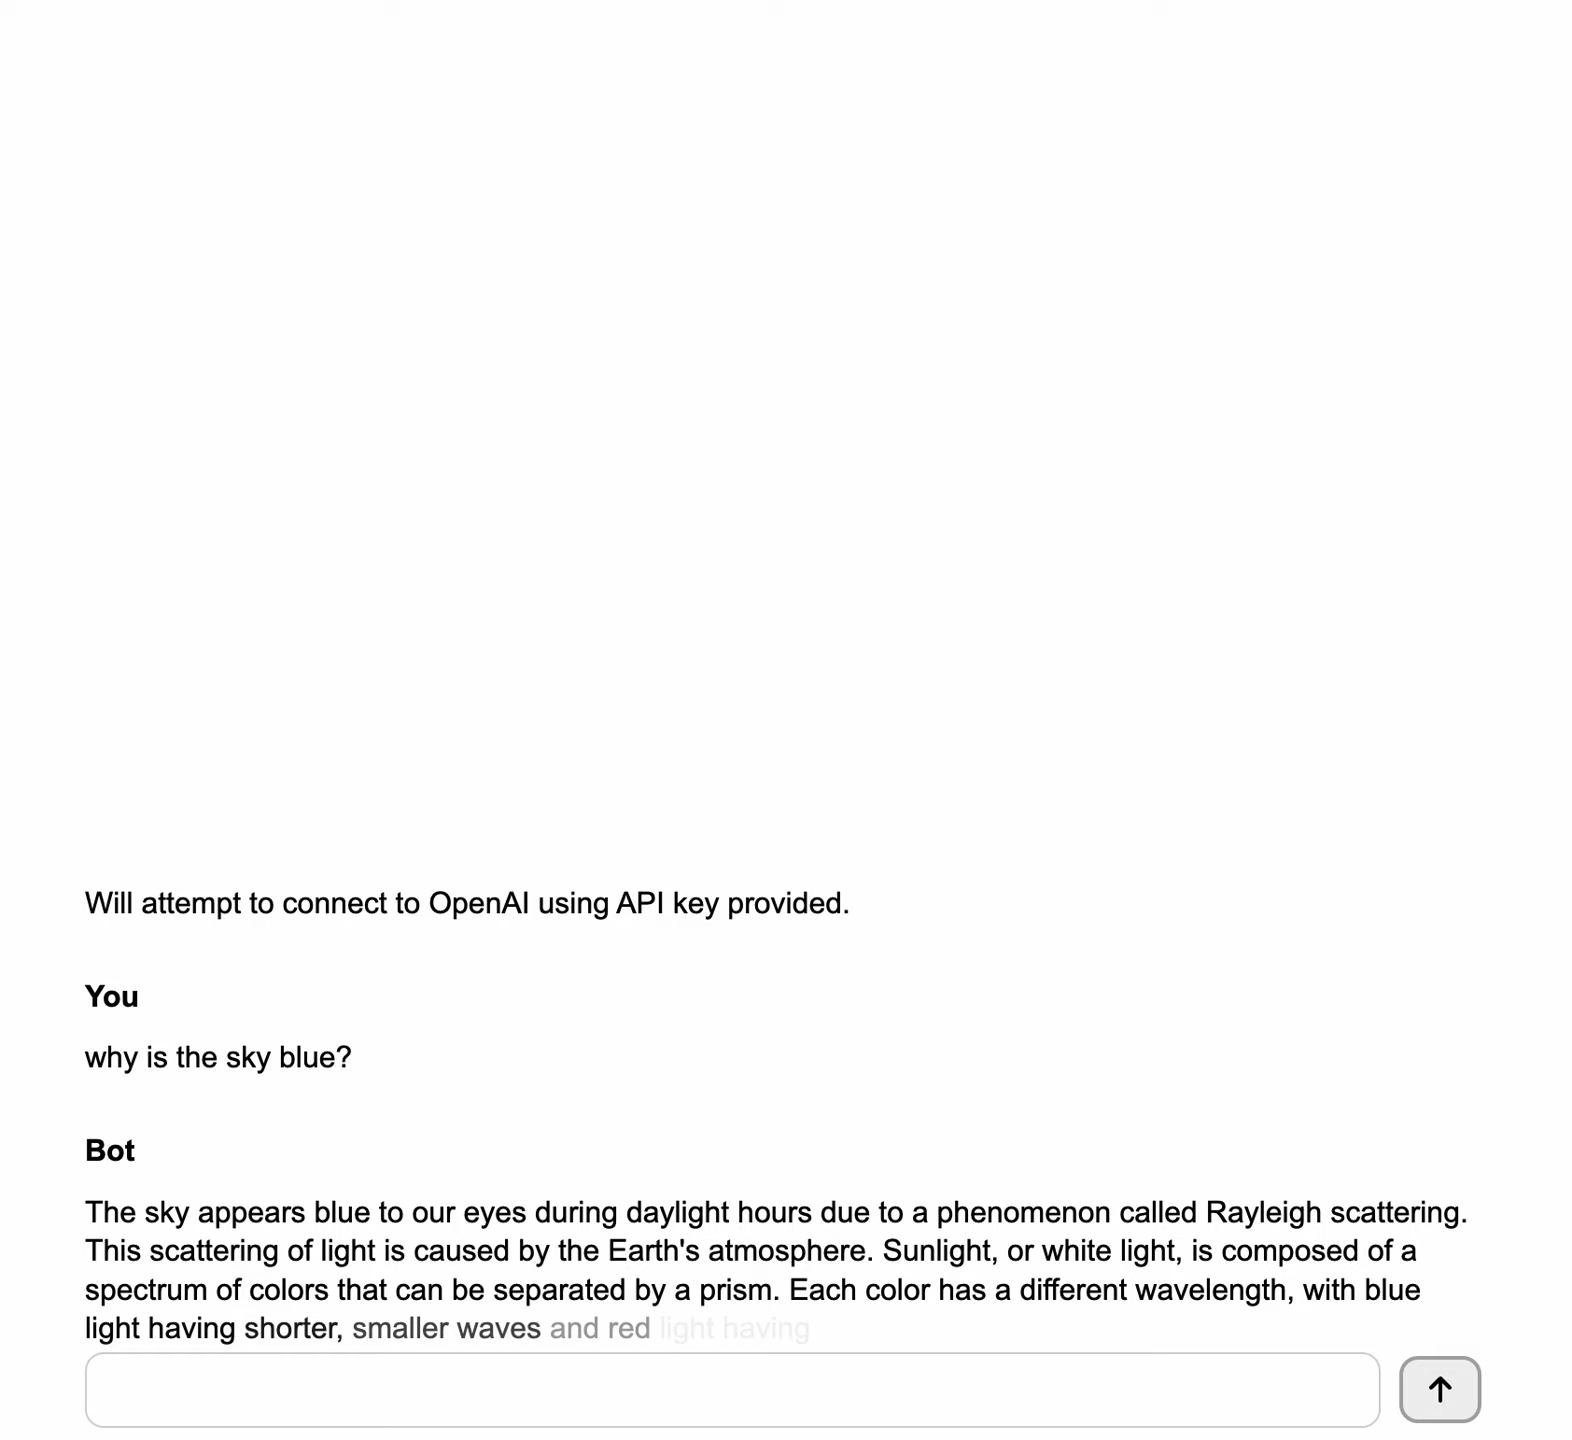 Will attempt to connect to OpenAI using API key provided.
You
why is the sky blue?
Bot
The sky appears blue to our eyes during daylight hours due to a phenomenon called Rayleigh scattering.
This scattering of light is caused by the Earth's atmosphere. Sunlight, or white light, is composed of a
spectrum of colors that can be separated by a prism. Each color has a different wavelength, with blue
light having shorter, smaller waves and red light having